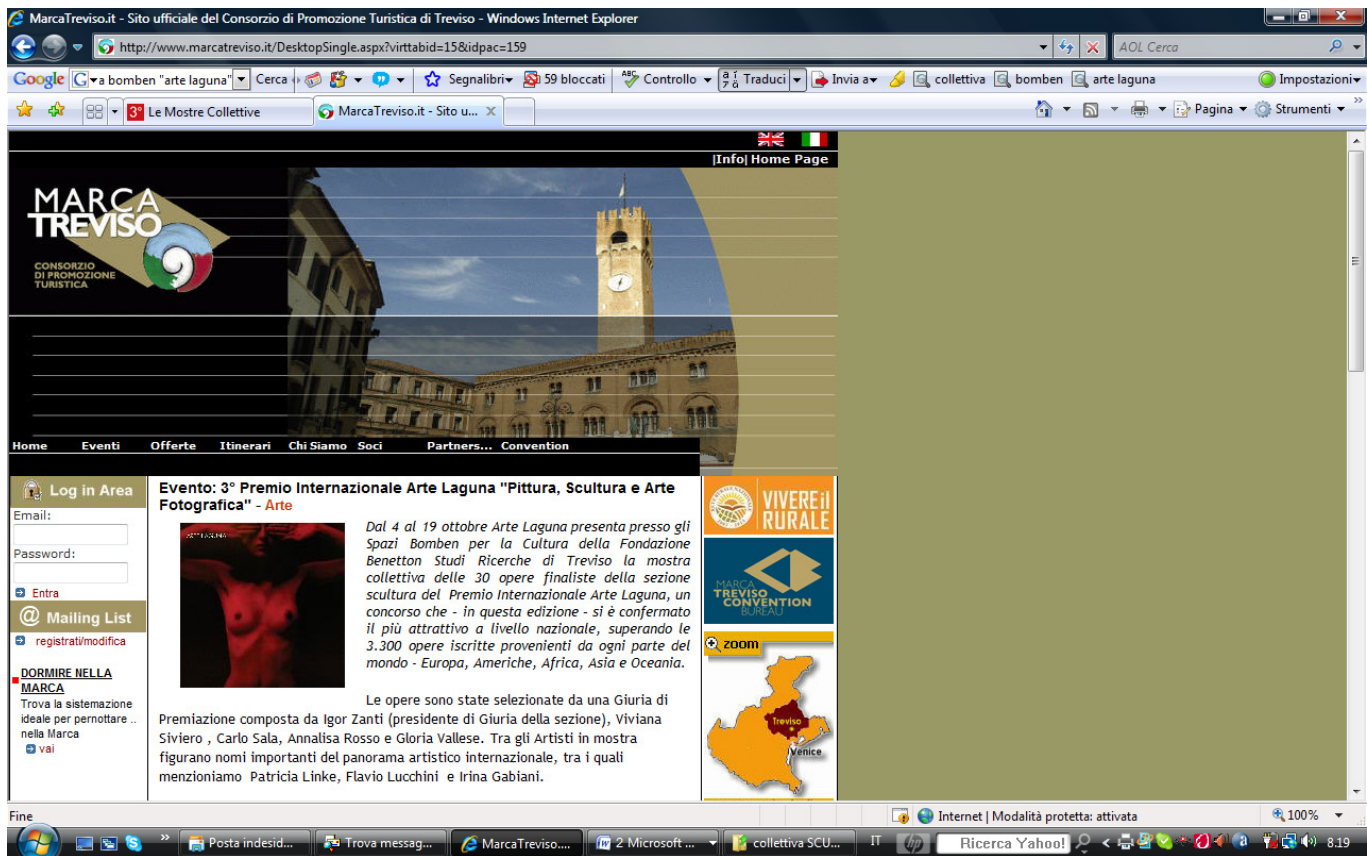 MarcaTreviso.it - Sito ufficiale del Consorzio di Promozione Turistica di Treviso - Windows Internet Explorer
http://www.marcatreviso.it/DesktopSingle.aspx?virttabid=15&idpac=159
AOL Cerca
Google
a bomben "arte laguna"
Cerca
Segnalibri
59 bloccati
Controllo
Traduci
Invia a
collettiva
bomben
arte laguna
Impostazioni
Le Mostre Collettive
MarcaTreviso.it - Sito u...
Pagina
Strumenti
|Info| Home Page
MARCA
TREVISO
CONSORZIO
DI PROMOZIONE
TURISTICA
Home Eventi Offerte Itinerari Chi Siamo Soci Partners... Convention
Log in Area
Email:
Password:
Entra
@ Mailing List
registrati/modifica
DORMIRE NELLA
MARCA
Trova la sistemazione
ideale per pernottare ..
nella Marca
vai
Evento: 3° Premio Internazionale Arte Laguna "Pittura, Scultura e Arte
Fotografica" - Arte
ARTE LAGUNA
Dal 4 al 19 ottobre Arte Laguna presenta presso gli
Spazi Bomben per la Cultura della Fondazione
Benetton Studi Ricerche di Treviso la mostra
collettiva delle 30 opere finaliste della sezione
scultura del Premio Internazionale Arte Laguna, un
concorso che - in questa edizione - si è confermato
il più attrattivo a livello nazionale, superando le
3.300 opere iscritte provenienti da ogni parte del
mondo - Europa, Americhe, Africa, Asia e Oceania.
Le opere sono state selezionate da una Giuria di
Premiazione composta da Igor Zanti (presidente di Giuria della sezione), Viviana
Siviero , Carlo Sala, Annalisa Rosso e Gloria Vallese. Tra gli Artisti in mostra
figurano nomi importanti del panorama artistico internazionale, tra i quali
menzioniamo Patricia Linke, Flavio Lucchini e Irina Gabiani.
VIVERE il
RURALE
MARCA
TREVISO
CONVENTION
BUREAU
zoom
Treviso
Venice
Fine
Internet | Modalità protetta: attivata
100%
Posta indesid...
Trova messag...
MarcaTreviso....
2 Microsoft ...
collettiva SCU...
IT
hp
Ricerca Yahoo!
8.19